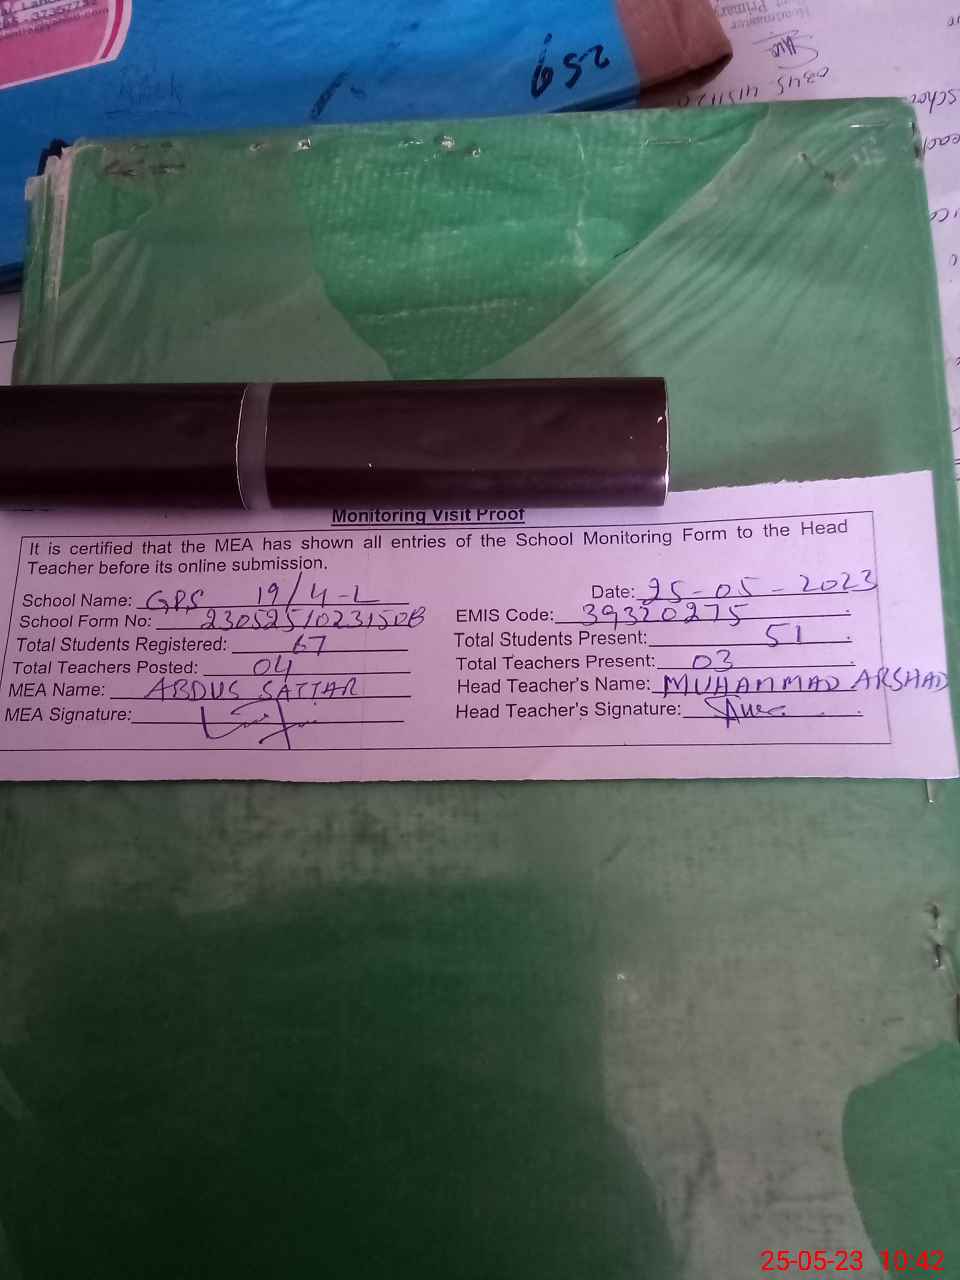 259
Monitoring Visit Proof
It is certified that the MEA has shown all entries of the School Monitoring Form to the Head
Teacher before its online submission.
School Name: GPS 19/4-L Date: 25-05-2023
School Form No: 23052510231508 EMIS Code: 39320275
Total Students Registered: 67 Total Students Present: 51
Total Teachers Posted: 04 Total Teachers Present: 03
MEA Name: ABDUS SATTAR Head Teacher's Name: MUHAMMAD ARSHAD
MEA Signature: Head Teacher's Signature:
25-05-23 10:42